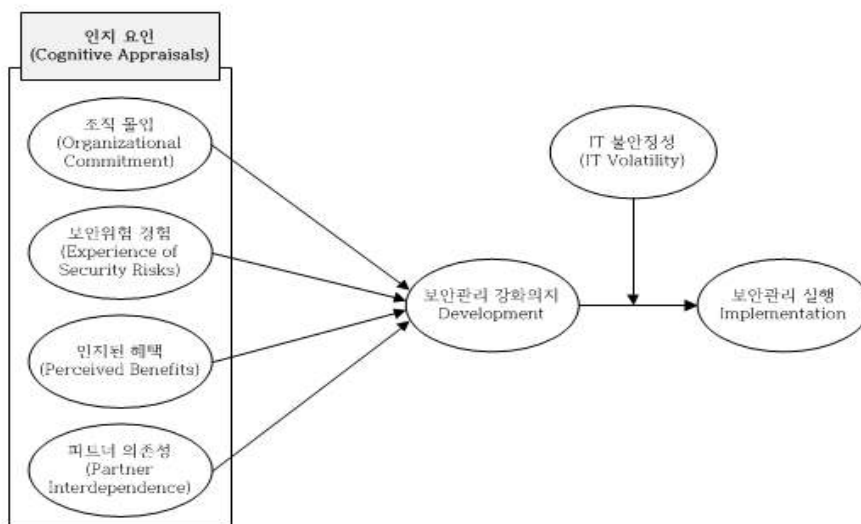 인지 요인
(Cognitive Appraisals)
조직 몰입
(Organizational
Commitment)
보안위험 경험
(Experience of
Security Risks)
인지된 혜택
(Perceived Benefits)
파트너 의존성
(Partner
Interdependence)
보안관리 강화의지
Development
IT 불안정성
(IT Volatility)
보안관리 실행
Implementation